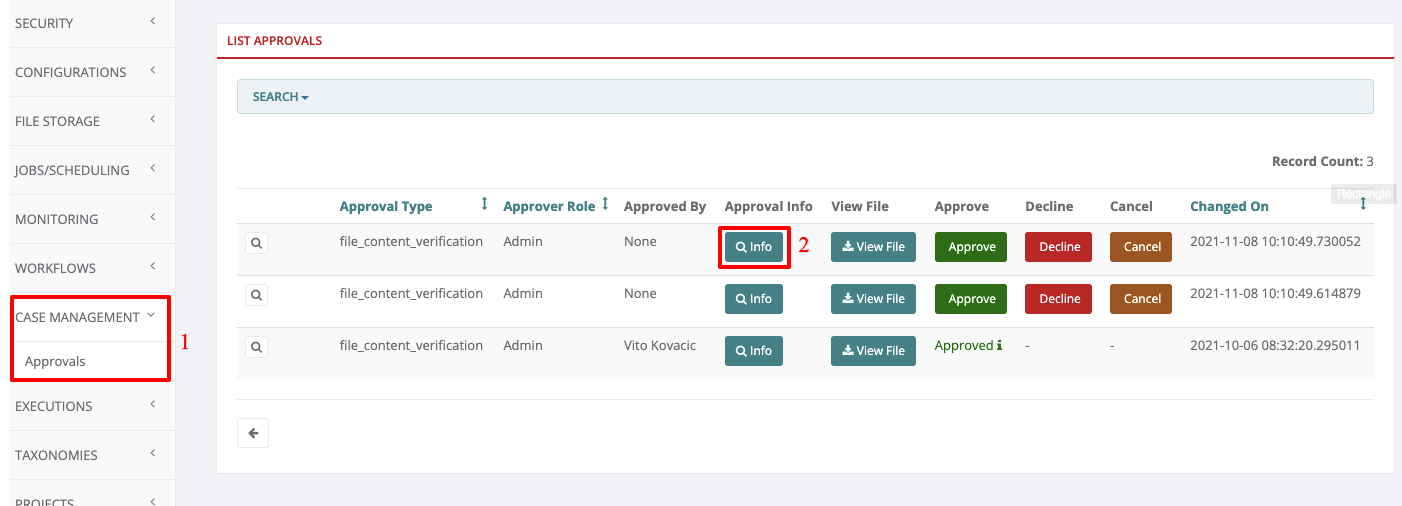 SECURITY
CONFIGURATIONS
FILE STORAGE
JOBS/SCHEDULING
MONITORING
WORKFLOWS
CASE MANAGEMENT
Approvals
1
EXECUTIONS
TAXONOMIES
PROJECTS
LIST APPROVALS
SEARCH
Record Count: 3
Rectangle
Approval Type Approver Role Approved By Approval Info View File Approve Decline Cancel Changed On
file_content_verification Admin None Info 2 View File Approve Decline Cancel 2021-11-08 10:10:49.730052
file_content_verification Admin None Info View File Approve Decline Cancel 2021-11-08 10:10:49.614879
file_content_verification Admin Vito Kovacic Info View File Approved - - 2021-10-06 08:32:20.295011